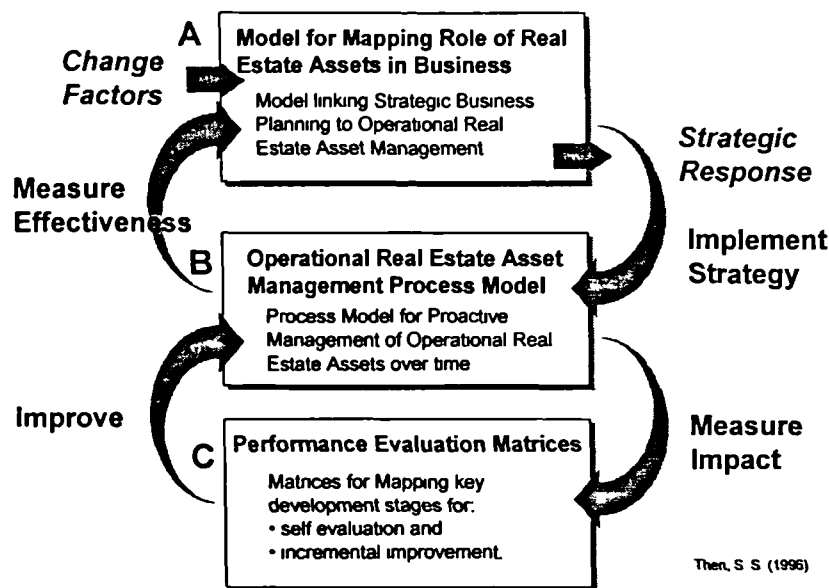 A
Model for Mapping Role of Real
Estate Assets in Business
Change
Factors
Model linking Strategic Business
Planning to Operational Real
Estate Asset Management
Strategic
Response
Measure
Effectiveness
Implement
Strategy
B
Operational Real Estate Asset
Management Process Model
Process Model for Proactive
Management of Operational Real
Estate Assets over time
Improve
Measure
Impact
C
Performance Evaluation Matrices
Matrices for Mapping key
development stages for:
• self evaluation and
• incremental improvement.
Then, S S (1996)